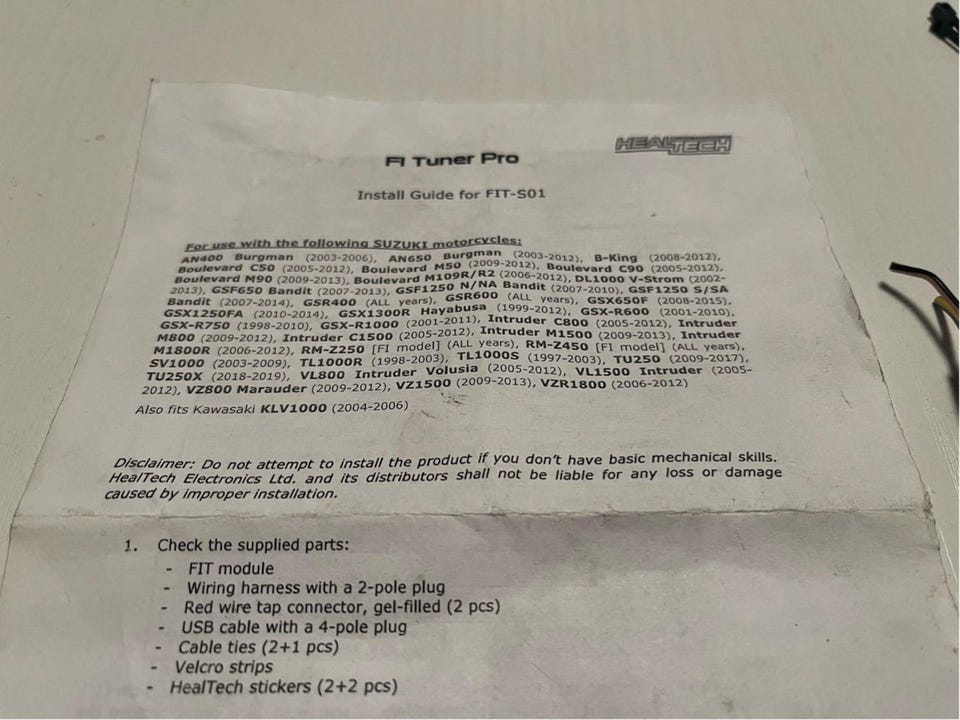 HEALTECH
FI Tuner Pro
Install Guide for FIT-S01
For use with the following SUZUKI motorcycles:
AN400 Burgman (2003-2006), AN650 Burgman (2003-2012), B-King (2008-2012),
Boulevard C50 (2005-2012), Boulevard M50 (2009-2012), Boulevard C90 (2005-2012),
Boulevard M90 (2009-2013), Boulevard M109R/R2 (2006-2012), DL1000 V-Strom (2002-
2013), GSF650 Bandit (2007-2013), GSF1250 N/NA Bandit (2007-2010), GSF1250 S/SA
Bandit (2007-2014), GSR400 (ALL years), GSR600 (ALL years), GSX650F (2008-2015),
GSX1250FA (2010-2014), GSX1300R Hayabusa (1999-2012), GSX-R600 (2001-2010),
GSX-R750 (1998-2010), GSX-R1000 (2001-2011), Intruder C800 (2005-2012), Intruder
M800 (2009-2012), Intruder C1500 (2005-2012), Intruder M1500 (2009-2013), Intruder
M1800R (2006-2012), RM-Z250 [FI model] (ALL years), RM-Z450 [FI model] (ALL years),
SV1000 (2003-2009), TL1000R (1998-2003), TL1000S (1997-2003), TU250 (2009-2017),
TU250X (2018-2019), VL800 Intruder Volusia (2005-2012), VL1500 Intruder (2005-
2012), VZ800 Marauder (2009-2012), VZ1500 (2009-2013), VZR1800 (2006-2012)
Also fits Kawasaki KLV1000 (2004-2006)
Disclaimer: Do not attempt to install the product if you don't have basic mechanical skills.
HealTech Electronics Ltd. and its distributors shall not be liable for any loss or damage
caused by improper installation.
1. Check the supplied parts:
- FIT module
- Wiring harness with a 2-pole plug
- Red wire tap connector, gel-filled (2 pcs)
- USB cable with a 4-pole plug
- Cable ties (2+1 pcs)
- Velcro strips
- HealTech stickers (2+2 pcs)